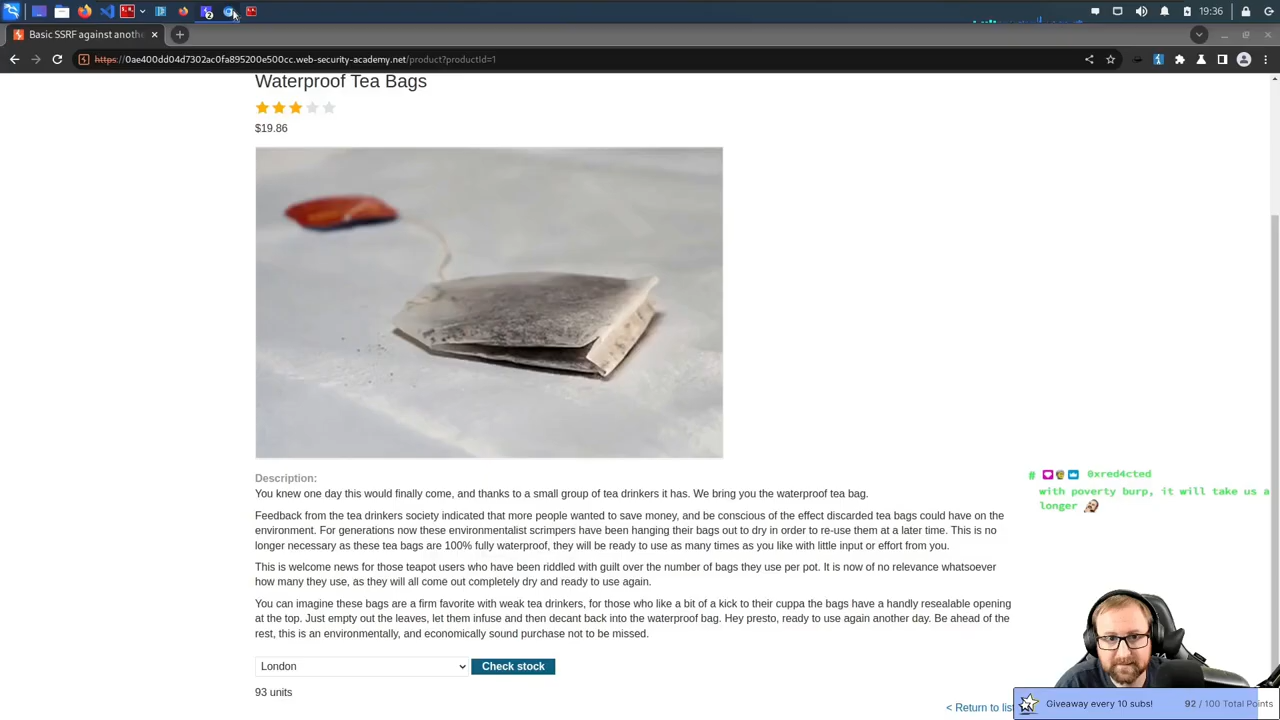 19:36
Basic SSRF against anothe
https://0ae400dd04d7302ac0fa895200e500cc.web-security-academy.net/product?productId=1
Waterproof Tea Bags
$19.86
Description:
You knew one day this would finally come, and thanks to a small group of tea drinkers it has. We bring you the waterproof tea bag.
Feedback from the tea drinkers society indicated that more people wanted to save money, and be conscious of the effect discarded tea bags could have on the
environment. For generations now these environmentalist scrimpers have been hanging their bags out to dry in order to re-use them at a later time. This is no
longer necessary as these tea bags are 100% fully waterproof, they will be ready to use as many times as you like with little input or effort from you.
This is welcome news for those teapot users who have been riddled with guilt over the number of bags they use per pot. It is now of no relevance whatsoever
how many they use, as they will all come out completely dry and ready to use again.
You can imagine these bags are a firm favorite with weak tea drinkers, for those who like a bit of a kick to their cuppa the bags have a handly resealable opening
at the top. Just empty out the leaves, let them infuse and then decant back into the waterproof bag. Hey presto, ready to use again another day. Be ahead of the
rest, this is an environmentally, and economically sound purchase not to be missed.
London
Check stock
93 units
< Return to list
# 0xred4cted
with poverty burp, it will take us a
longer
Giveaway every 10 subs!
92 / 100 Total Points